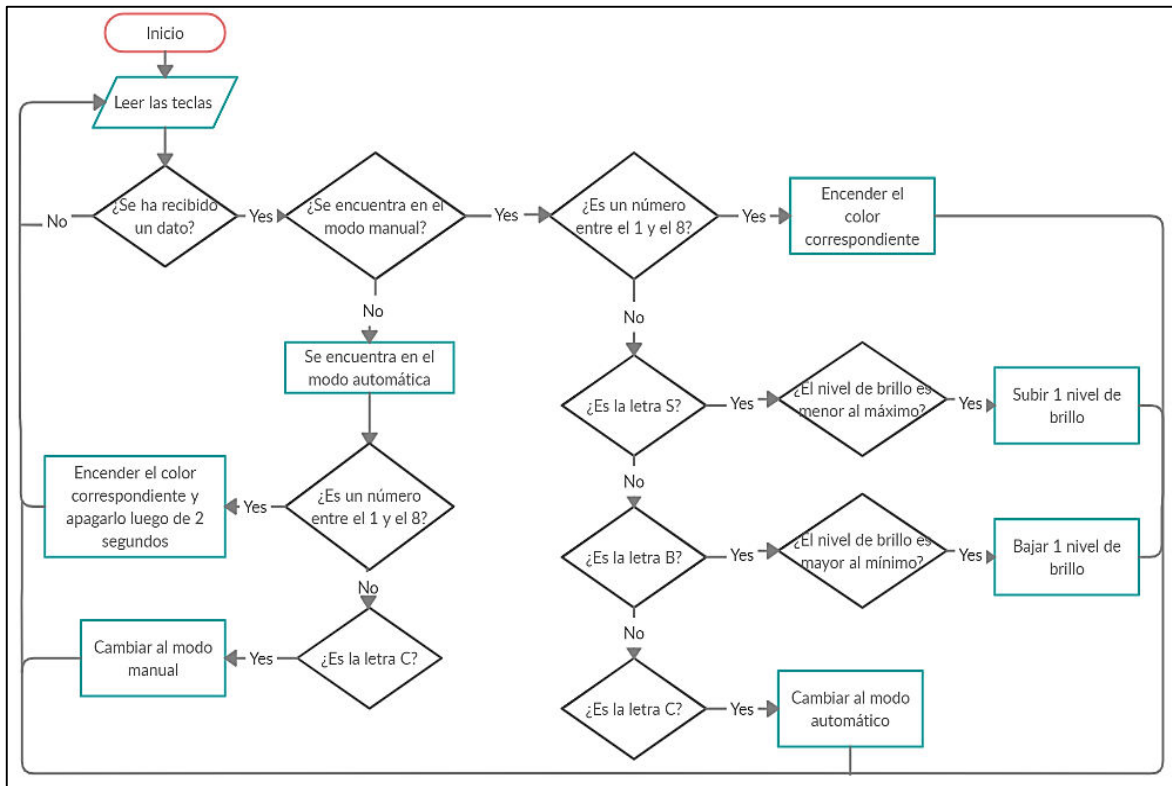 Inicio
Leer las teclas
¿Se ha recibido
un dato?
No
Yes
¿Se encuentra en el
modo manual?
Yes
¿Es un número
entre el 1 y el 8?
Yes
Encender el
color
correspondiente
No
Se encuentra en el
modo automática
No
¿Es la letra S?
Yes
¿El nivel de brillo es
menor al máximo?
Yes
Subir 1 nivel de
brillo
Encender el color
correspondiente y
apagarlo luego de 2
segundos
Yes
¿Es un número
entre el 1 y el 8?
No
¿Es la letra B?
Yes
¿El nivel de brillo es
mayor al mínimo?
Yes
Bajar 1 nivel de
brillo
No
Cambiar al modo
manual
Yes
¿Es la letra C?
No
¿Es la letra C?
Yes
Cambiar al modo
automático